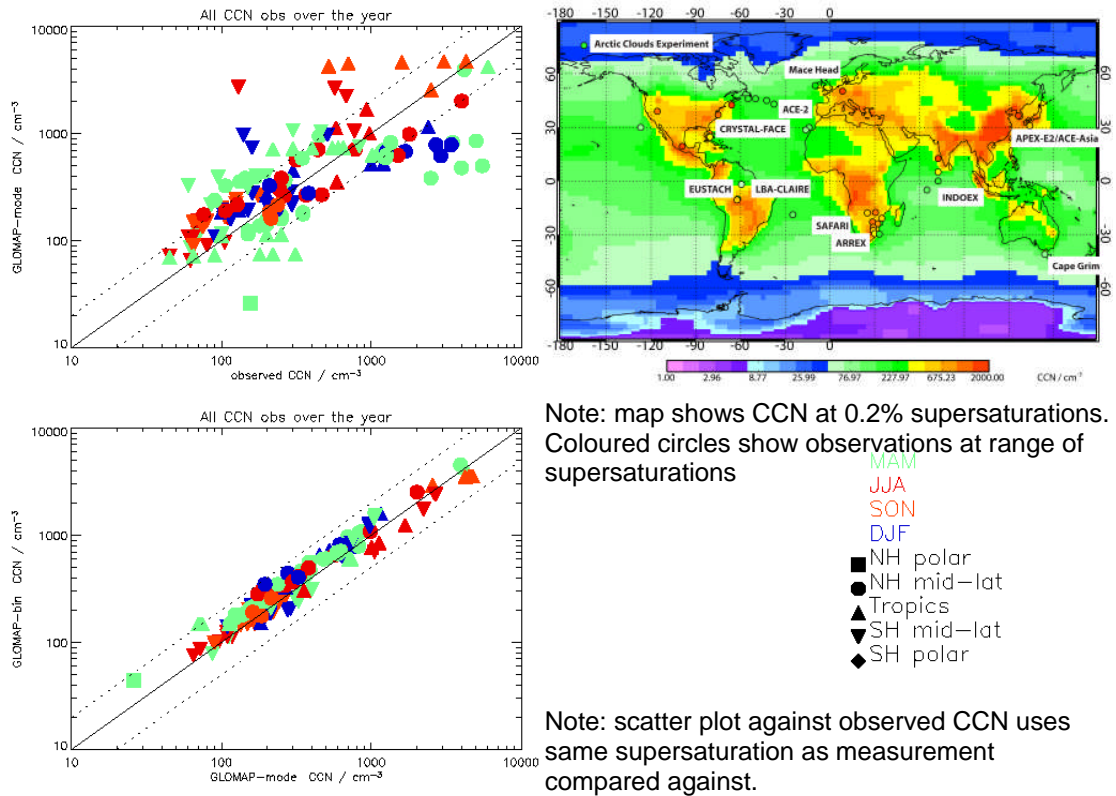 All CCN obs over the year
10000
1000
100
10
GLOMAP-mode CCN / cm-3
10 100 1000 10000
observed CCN / cm-3
Arctic Clouds Experiment
Mace Head
ACE-2
CRYSTAL-FACE
APEX-E2/ACE-Asia
EUSTACH
LBA-CLAIRE
INDOEX
SAFARI
ARREX
Cape Grim
60
30
0
-30
-60
60
30
0
-30
-60
-180 -150 -120 -90 -60 -30 0
1.00 2.96 8.77 25.99 76.97 227.97 675.23 2000.00 CCN / cm-3
All CCN obs over the year
10000
1000
100
10
GLOMAP-bin CCN / cm-3
10 100 1000 10000
GLOMAP-mode CCN / cm-3
Note: map shows CCN at 0.2% supersaturations.
Coloured circles show observations at range of
supersaturations
MAM
JJA
SON
DJF
NH polar
NH mid-lat
Tropics
SH mid-lat
SH polar
Note: scatter plot against observed CCN uses
same supersaturation as measurement
compared against.